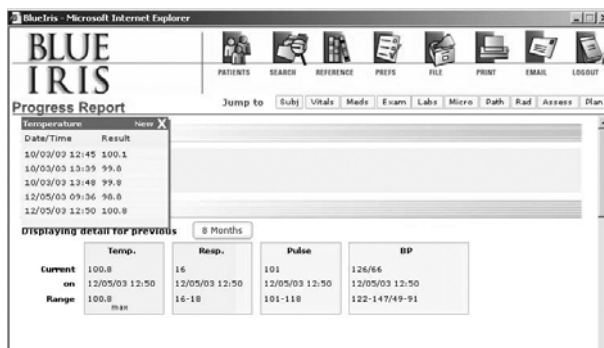 BlueIris - Microsoft Internet Explorer
BLUE
IRIS
PATIENTS SEARCH REFERENCE PREFS FILE PRINT EMAIL LOGOUT
Progress Report
Jump to Subj Vitals Meds Exam Labs Micro Path Rad Assess Plan
Temperature New X
Date/Time Result
10/03/03 12:45 100.1
10/03/03 13:39 99.8
10/03/03 13:48 99.8
12/05/03 09:36 98.8
12/05/03 12:50 100.8
Displaying detail for previous 8 Months
Temp. Resp. Pulse BP
Current 100.8 16 101 126/66
on 12/05/03 12:50 12/05/03 12:50 12/05/03 12:50 12/05/03 12:50
Range 100.8 16-18 101-118 122-147/49-91
max